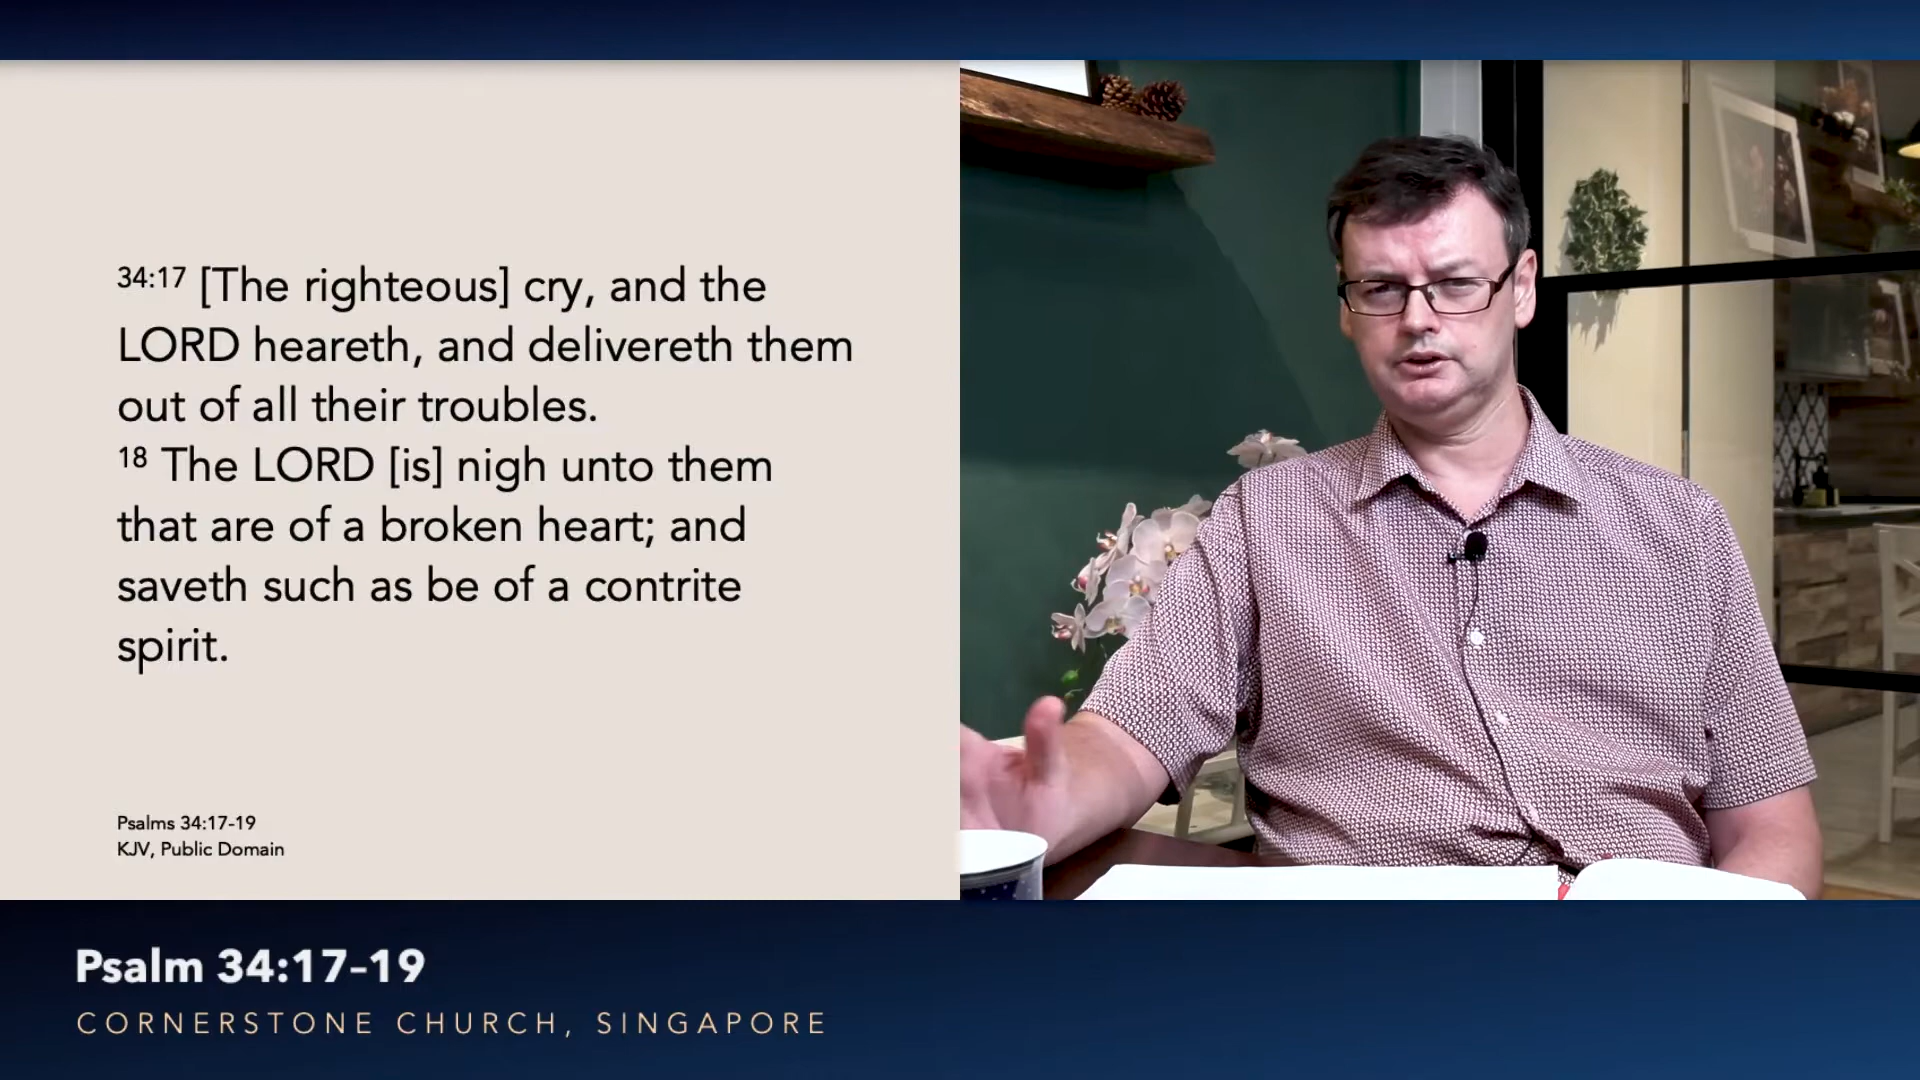 34:17 [The righteous] cry, and the
LORD heareth, and delivereth them
out of all their troubles.
18 The LORD [is] nigh unto them
that are of a broken heart; and
saveth such as be of a contrite
spirit.
Psalms 34:17-19
KJV, Public Domain
Psalm 34:17-19
CORNERSTONE CHURCH, SINGAPORE